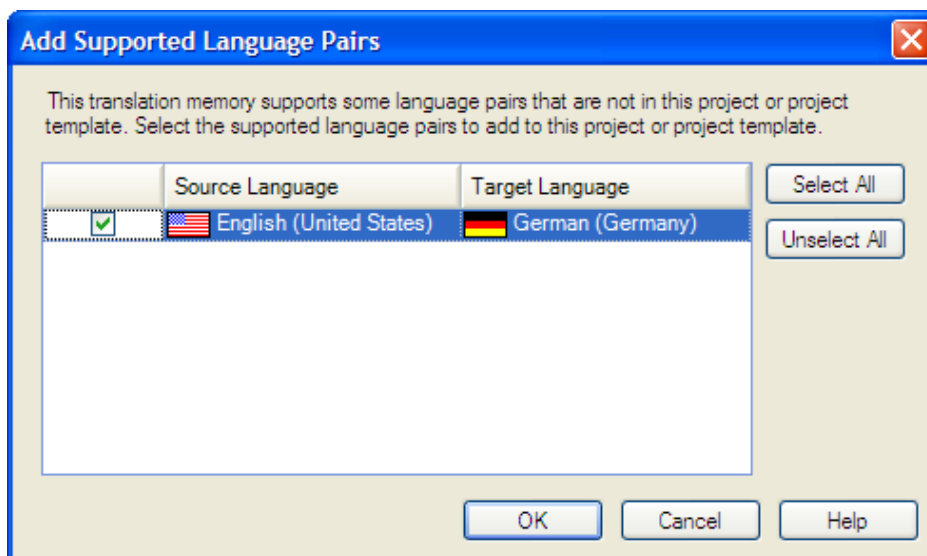 Add Supported Language Pairs
This translation memory supports some language pairs that are not in this project or project
template. Select the supported language pairs to add to this project or project template.
Source Language Target Language Select All
English (United States) German (Germany)
Unselect All
OK Cancel Help